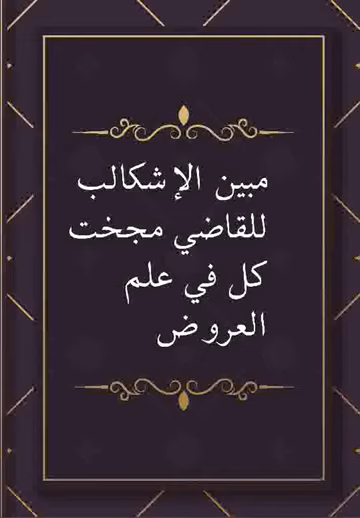 مبين الإشكالب
للقاضي مجخت
كل في علم
العروض